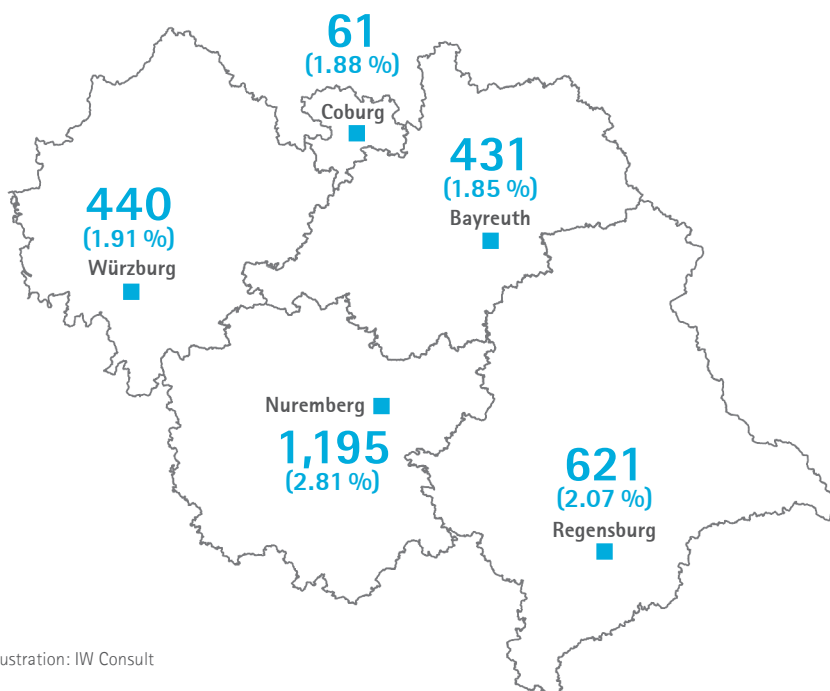 61
(1.88 %)
Coburg
431
(1.85 %)
Bayreuth
440
(1.91 %)
Würzburg
Nuremberg
1,195
(2.81 %)
621
(2.07 %)
Regensburg
ustration: IW Consult